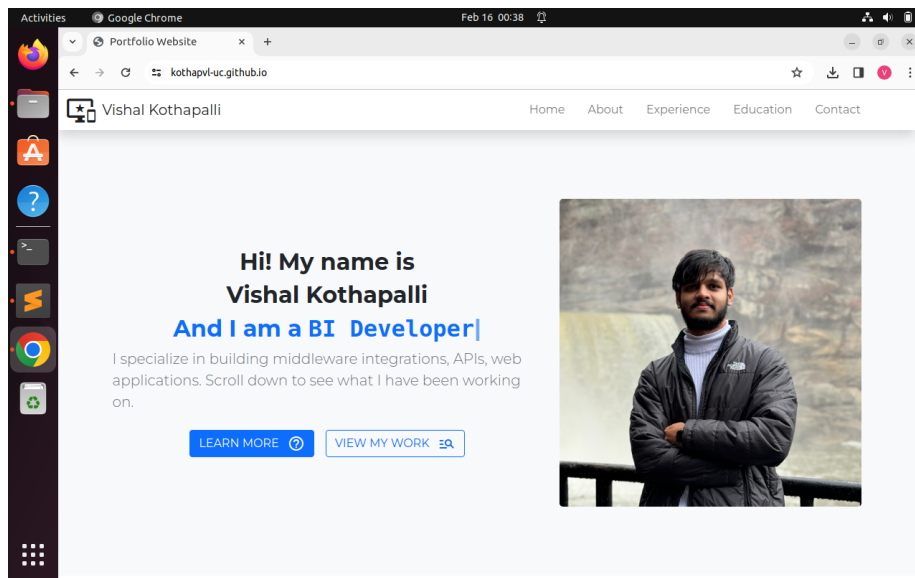 Activities
Google Chrome
Feb 16 00:38
Portfolio Website
kothapvl-uc.github.io
V
Vishal Kothapalli
Home
About
Experience
Education
Contact
Hi! My name is
Vishal Kothapalli
And I am a BI Developer|
I specialize in building middleware integrations, APIs, web
applications. Scroll down to see what I have been working
on.
LEARN MORE
VIEW MY WORK